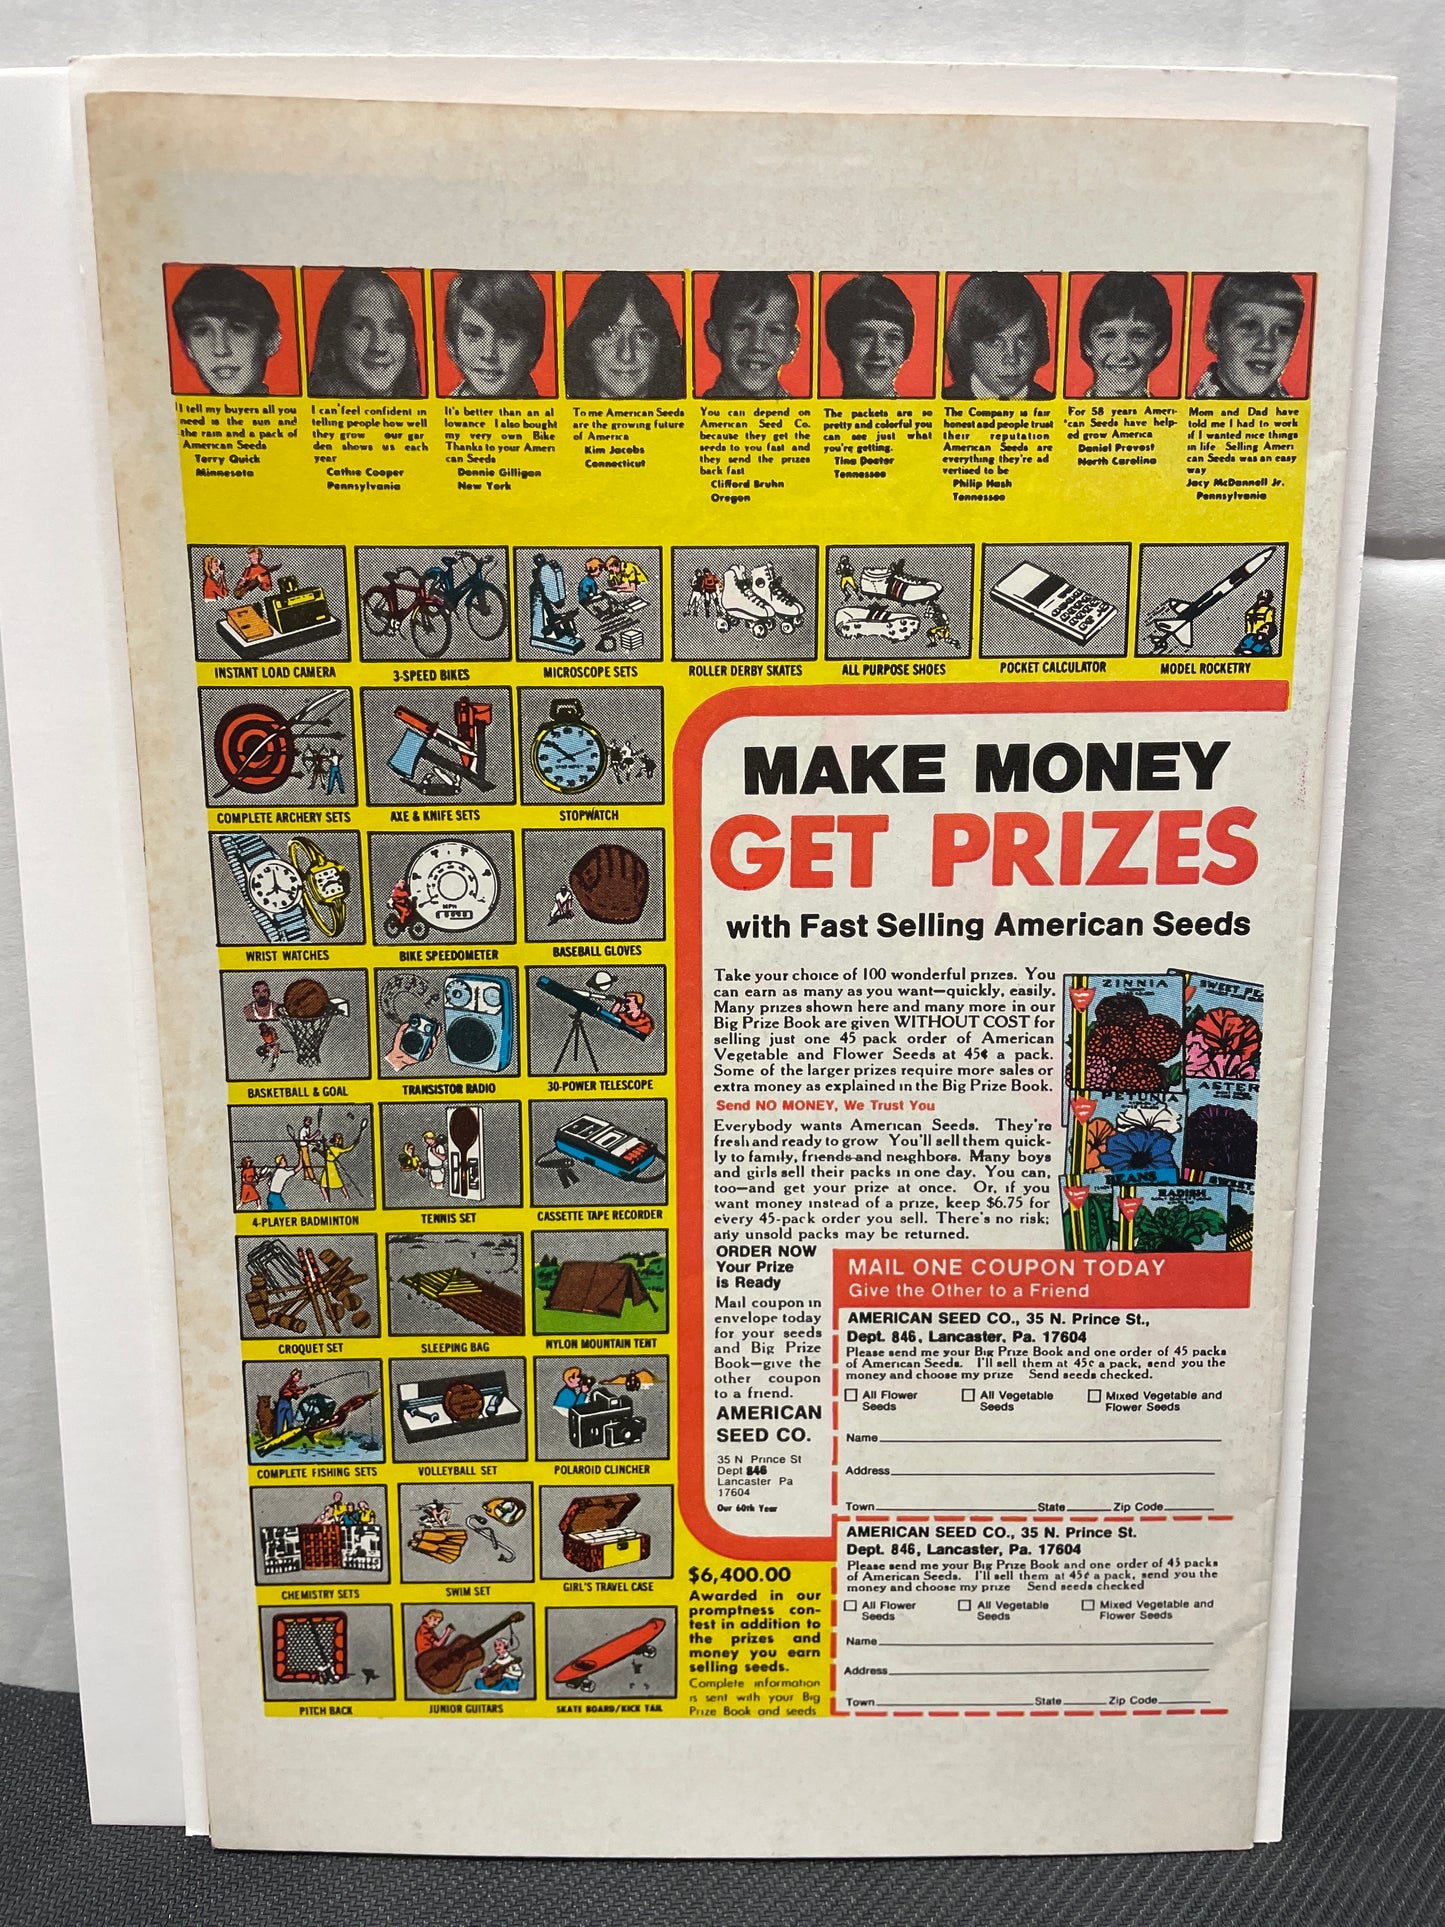 I tell my buyers all you
need is the sun and
the rain and a pack of
American Seeds
Terry Quick
Minnesota
I can feel confident in
telling people how well
they grow our gar
den shows us each
year
Cathie Cooper
Pennsylvania
It's better than an al
lowance I also bought
my very own Bike
Thanks to your Ameri
can Seeds
Donnie Gilligan
New York
To me American Seeds
are the growing future
of America
Kim Jacobs
Connecticut
You can depend on
American Seed Co.
because they get the
seeds to you fast and
they send the prizes
back fast
Clifford Bruhn
Oregon
The packets are so
pretty and colorful you
can see just what
you're getting.
Tina Doctor
Tennessee
The Company is fair
honest and people trust
their reputation
American Seeds are
everything they're ad
vertised to be
Philip Hash
Tennessee
For 58 years Ameri-
can Seeds have help-
ed grow America
Daniel Provost
North Carolina
Mom and Dad have
told me I had to work
if I wanted nice things
in life Selling Ameri
can Seeds was an easy
way
Jacy McDannell Jr.
Pennsylvania
INSTANT LOAD CAMERA
3-SPEED BIKES
MICROSCOPE SETS
ROLLER DERBY SKATES
ALL PURPOSE SHOES
POCKET CALCULATOR
MODEL ROCKETRY
COMPLETE ARCHERY SETS
AXE & KNIFE SETS
STOPWATCH
WRIST WATCHES
MPH
BIKE SPEEDOMETER
BASEBALL GLOVES
BASKETBALL & GOAL
TRANSISTOR RADIO
30-POWER TELESCOPE
4-PLAYER BADMINTON
TENNIS SET
CASSETTE TAPE RECORDER
CROQUET SET
SLEEPING BAG
NYLON MOUNTAIN TENT
COMPLETE FISHING SETS
VOLLEYBALL SET
POLAROID CLINCHER
CHEMISTRY SETS
SWIM SET
GIRL'S TRAVEL CASE
PITCH BACK
JUNIOR GUITARS
SKATE BOARD/KICK TAIL
MAKE MONEY
GET PRIZES
with Fast Selling American Seeds
Take your choice of 100 wonderful prizes. You
can earn as many as you want—quickly, easily.
Many prizes shown here and many more in our
Big Prize Book are given WITHOUT COST for
selling just one 45 pack order of American
Vegetable and Flower Seeds at 45¢ a pack.
Some of the larger prizes require more sales or
extra money as explained in the Big Prize Book.
Send NO MONEY, We Trust You
Everybody wants American Seeds. They're
fresh and ready to grow You'll sell them quick-
ly to family, friends and neighbors. Many boys
and girls sell their packs in one day. You can,
too—and get your prize at once. Or, if you
want money instead of a prize, keep $6.75 for
every 45-pack order you sell. There's no risk;
any unsold packs may be returned.
ZINNIA
SWEET PE
ASTER
PETUNIA
BEANS
RADISH
SWEET
ORDER NOW
Your Prize
is Ready
Mail coupon in
envelope today
for your seeds
and Big Prize
Book—give the
other coupon
to a friend.
AMERICAN
SEED CO.
35 N Prince St
Dept 846
Lancaster Pa
17604
Our 60th Year
$6,400.00
Awarded in our
promptness con-
test in addition to
the prizes and
money you earn
selling seeds.
Complete information
is sent with your Big
Prize Book and seeds
MAIL ONE COUPON TODAY
Give the Other to a Friend
AMERICAN SEED CO., 35 N. Prince St.,
Dept. 846, Lancaster, Pa. 17604
Please send me your Big Prize Book and one order of 45 packs
of American Seeds. I'll sell them at 45¢ a pack, send you the
money and choose my prize Send seeds checked.
All Flower Seeds
All Vegetable Seeds
Mixed Vegetable and Flower Seeds
Name
Address
Town State Zip Code
AMERICAN SEED CO., 35 N. Prince St.
Dept. 846, Lancaster, Pa. 17604
Please send me your Big Prize Book and one order of 45 packs
of American Seeds. I'll sell them at 45¢ a pack, send you the
money and choose my prize Send seeds checked
All Flower Seeds
All Vegetable Seeds
Mixed Vegetable and Flower Seeds
Name
Address
Town State Zip Code